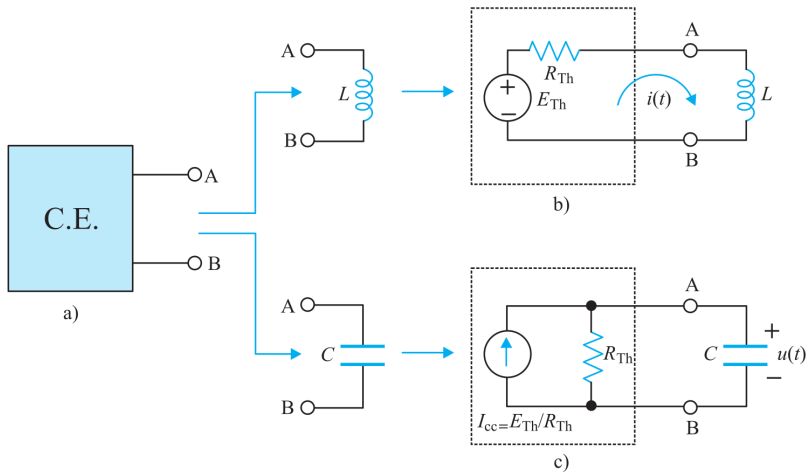 C.E.
A
B
a)
A
L
B
R_Th
+
E_Th
−
i(t)
A
L
B
b)
A
C
B
I_cc=E_Th/R_Th
R_Th
A
C
+
u(t)
−
B
c)